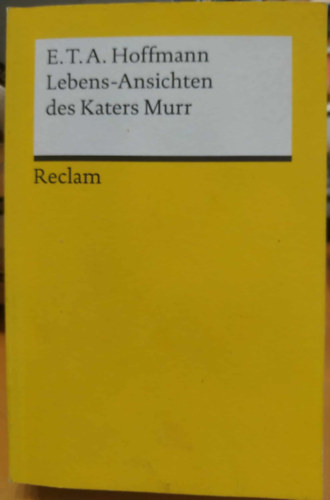 E. T. A. Hoffmann
Lebens-Ansichten
des Katers Murr
Reclam